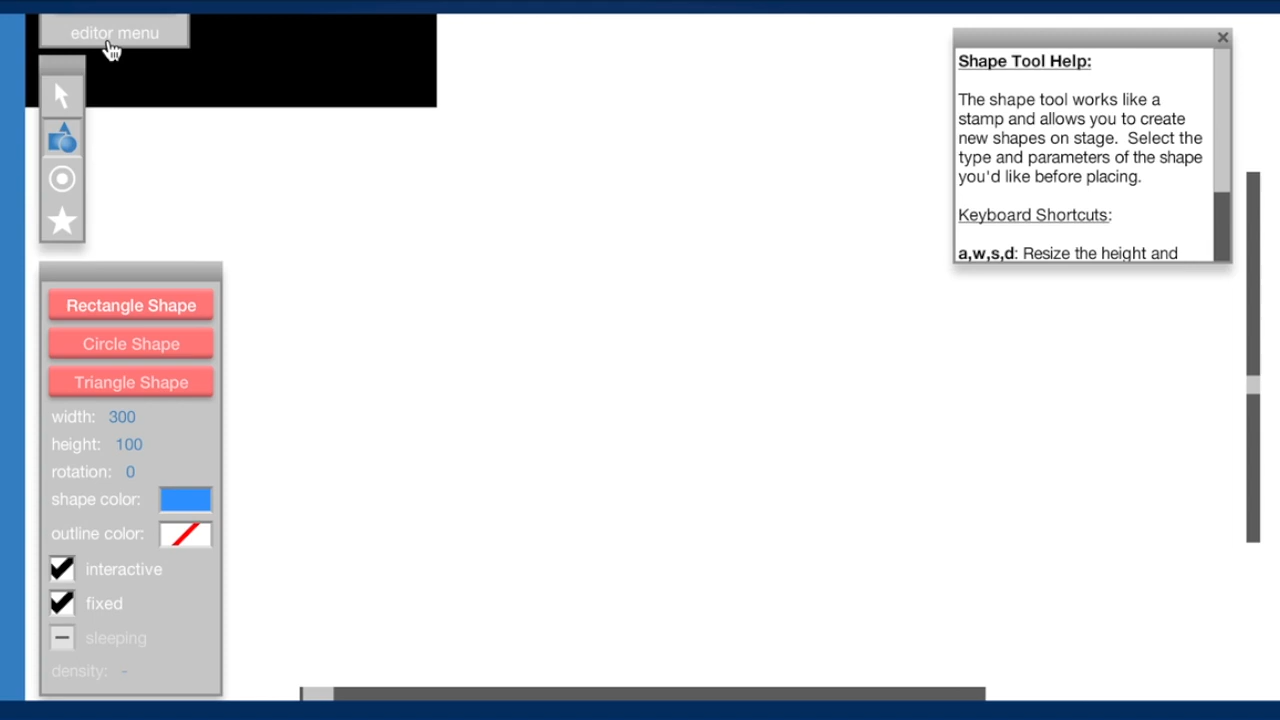 editor menu
Shape Tool Help:
The shape tool works like a
stamp and allows you to create
new shapes on stage.  Select the
type and parameters of the shape
you'd like before placing.
Keyboard Shortcuts:
a,w,s,d: Resize the height and
Rectangle Shape
Circle Shape
Triangle Shape
width: 300
height: 100
rotation: 0
shape color:
outline color:
interactive
fixed
sleeping
density: -